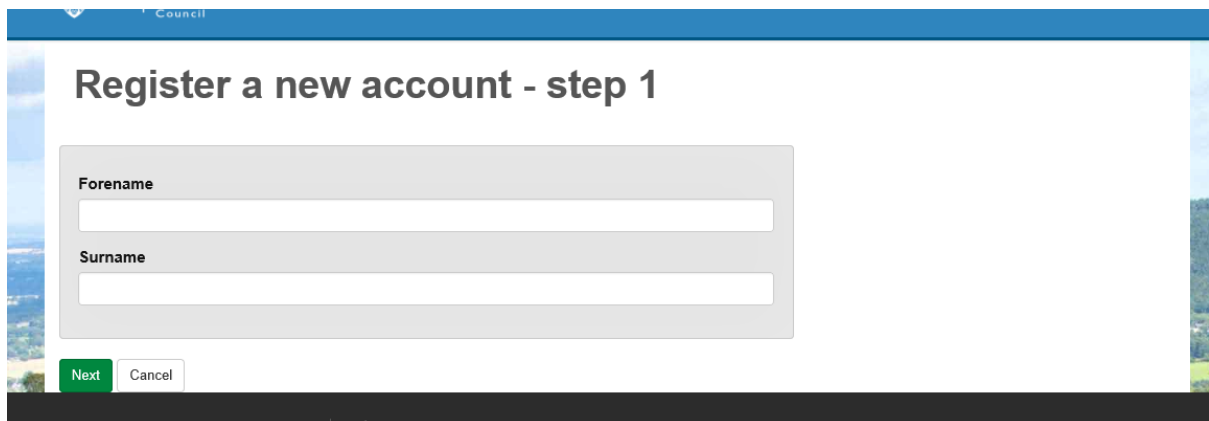 Council
Register a new account - step 1
Forename
Surname
Next
Cancel